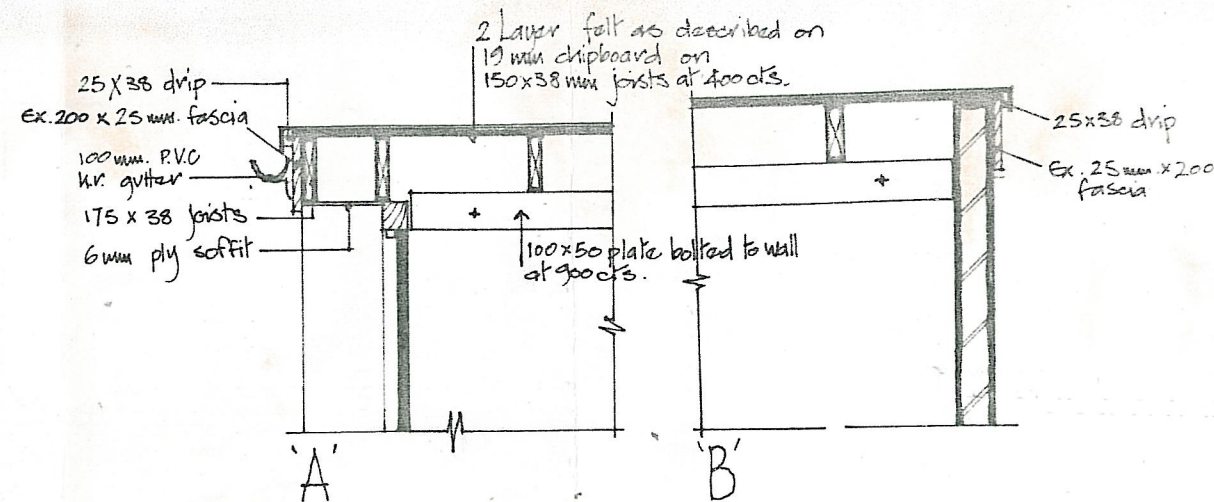 2 Layer felt as described on
19 mm chipboard on
150x38 mm joists at 400 cts.
25 X 38 drip
Ex. 200 x 25 mm. fascia
100 mm. P.V.C
h.r. gutter
175 x 38 joists
6 mm ply soffit
100x50 plate bolted to wall
at 900 cts.
25x38 drip
Ex. 25 mm. x 200
fascia
'A'
'B'